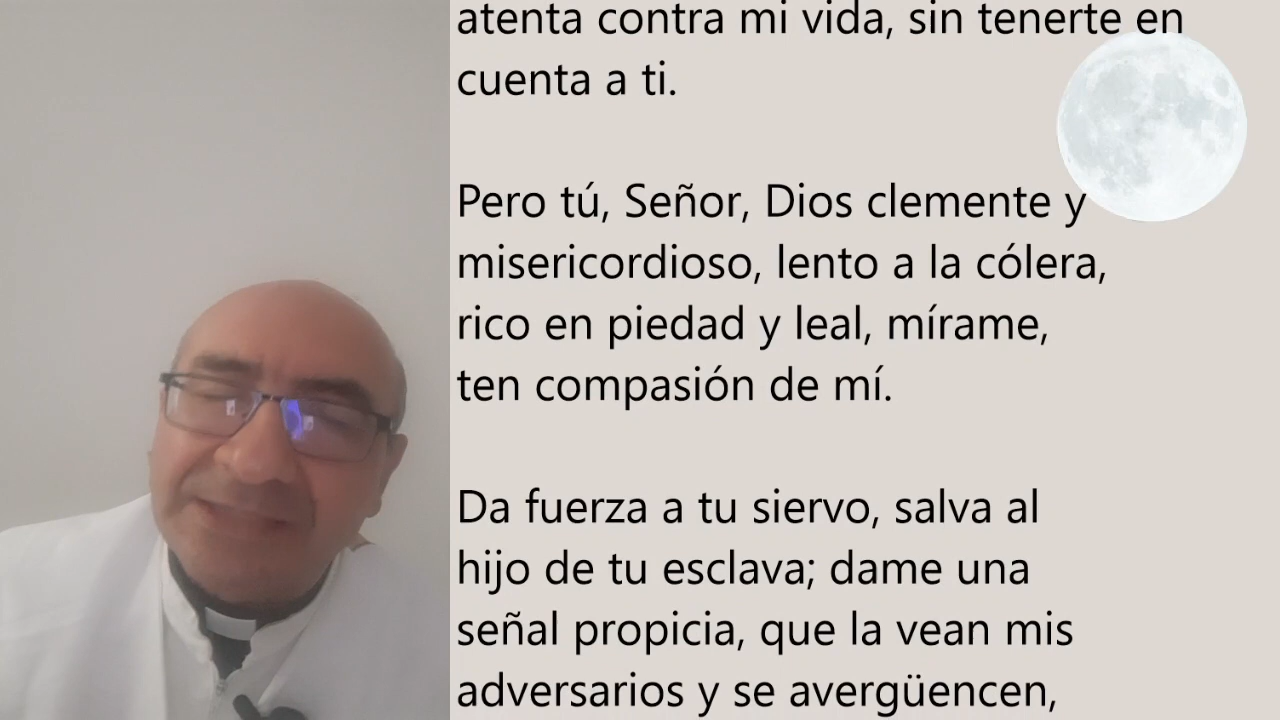 atenta contra mi vida, sin tenerte en
cuenta a ti.
Pero tú, Señor, Dios clemente y
misericordioso, lento a la cólera,
rico en piedad y leal, mírame,
ten compasión de mí.
Da fuerza a tu siervo, salva al
hijo de tu esclava; dame una
señal propicia, que la vean mis
adversarios y se avergüencen,